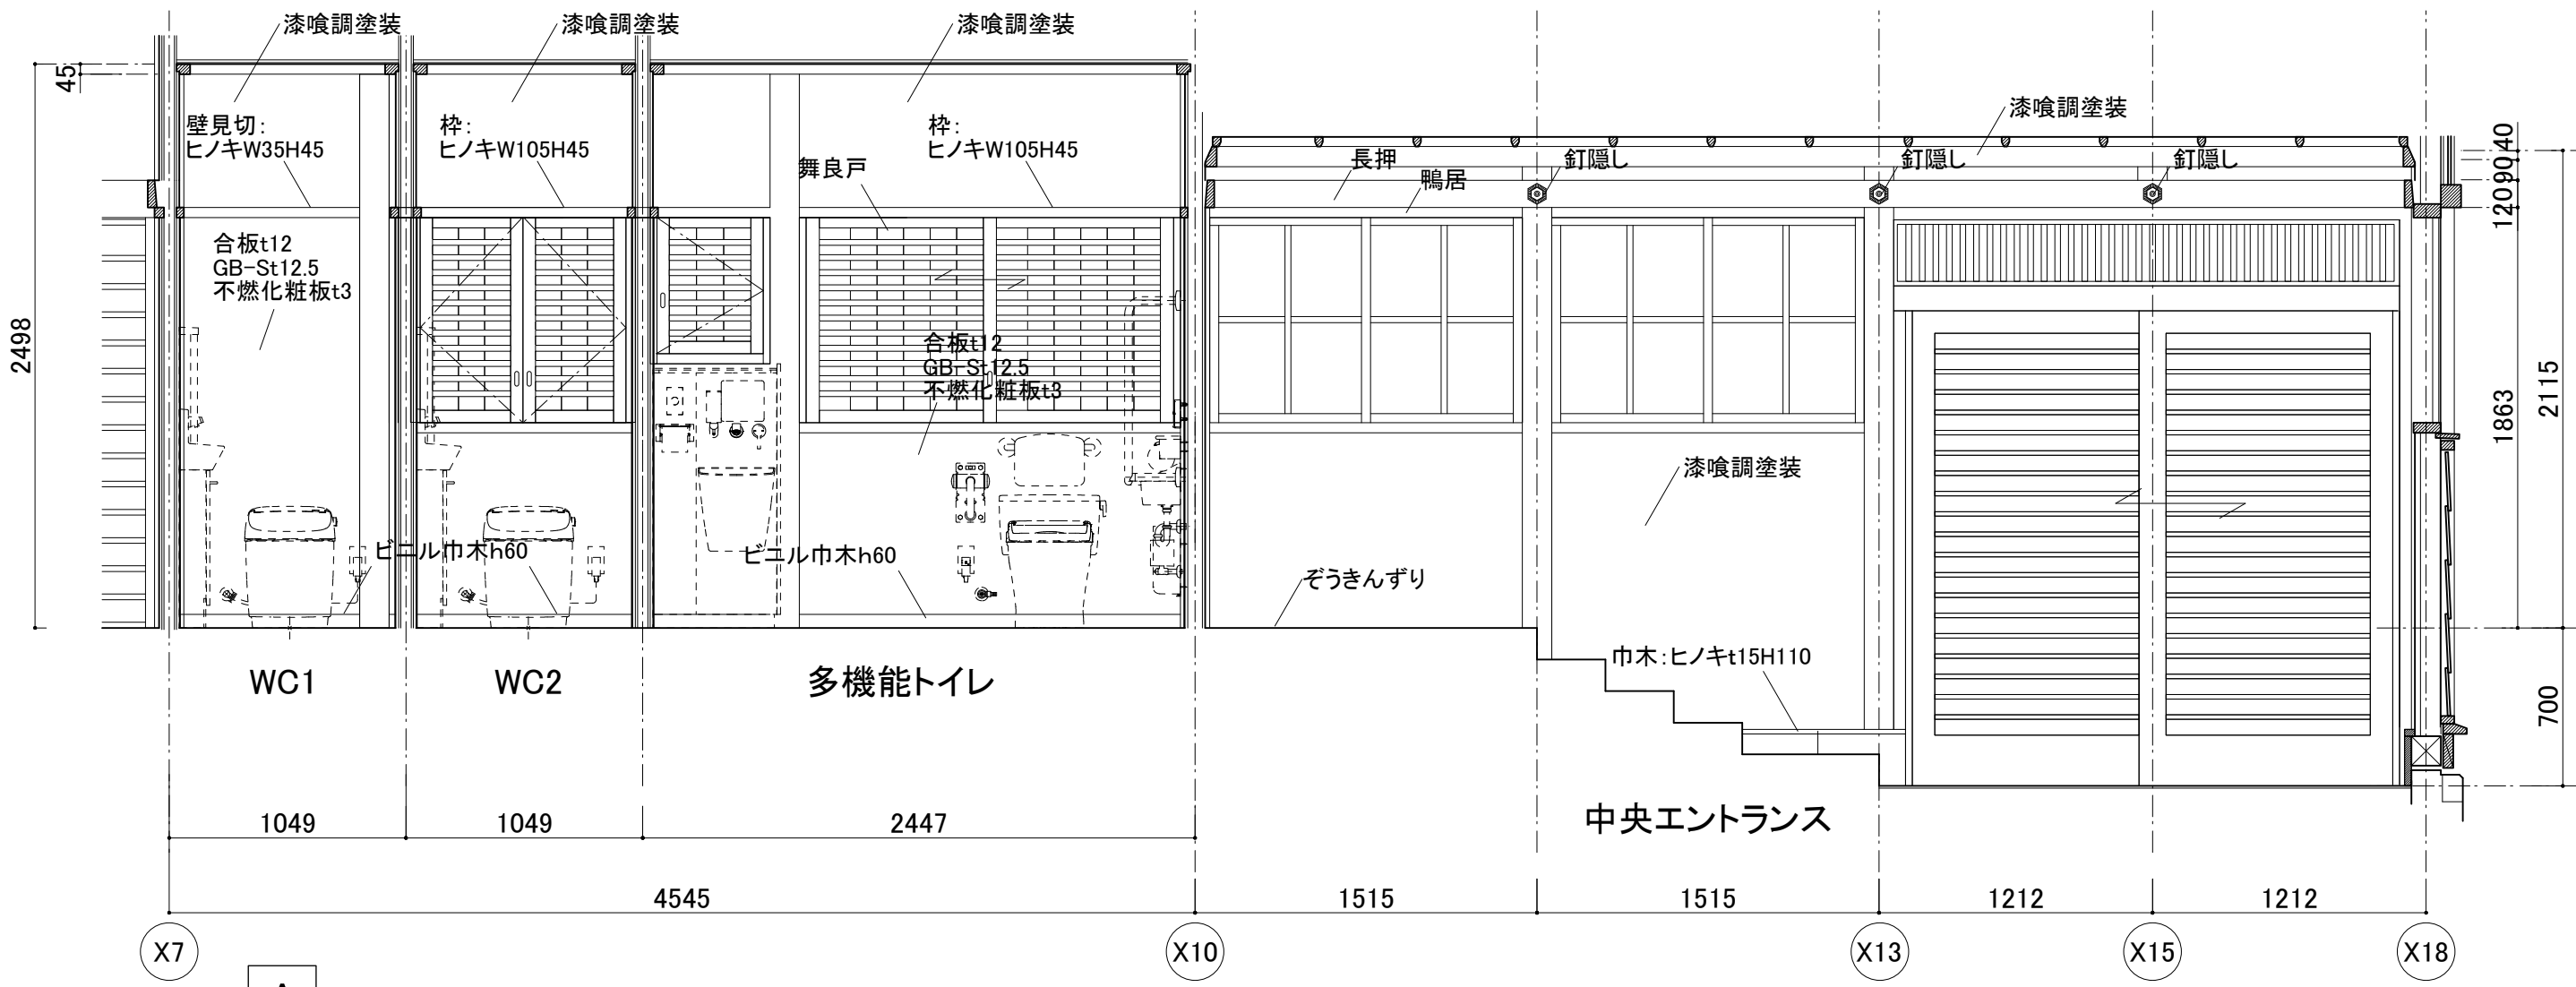 漆喰調塗装
漆喰調塗装
漆喰調塗装
漆喰調塗装
45
壁見切：
ヒノキW35H45
枠：
ヒノキW105H45
枠：
ヒノキW105H45
舞良戸
長押
鴨居
釘隠し
釘隠し
釘隠し
40
90
120
合板t12
GB-St12.5
不燃化粧板t3
合板t12
GB-St12.5
不燃化粧板t3
2498
1863
2115
漆喰調塗装
ビニル巾木h60
ビニル巾木h60
ぞうきんずり
巾木：ヒノキt15H110
700
WC1
WC2
多機能トイレ
中央エントランス
1049
1049
2447
4545
1515
1515
1212
1212
X7
X10
X13
X15
X18